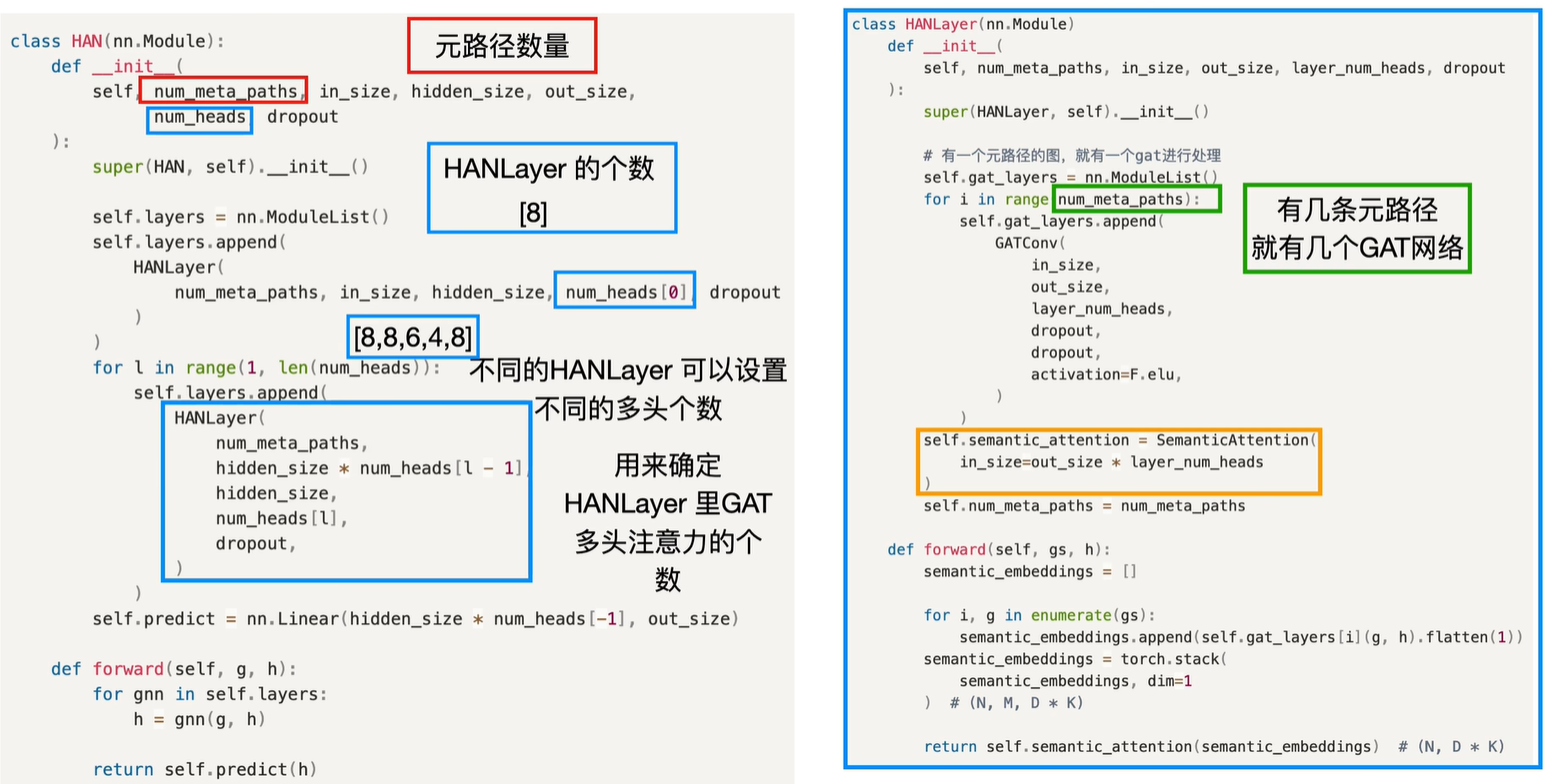 class HAN(nn.Module):
    def __init__(
        self, num_meta_paths, in_size, hidden_size, out_size,
              num_heads dropout
    ):
        super(HAN, self).__init__()

        self.layers = nn.ModuleList()
        self.layers.append(
            HANLayer(
                num_meta_paths, in_size, hidden_size, num_heads[0], dropout
            )
        )
        for l in range(1, len(num_heads)):
            self.layers.append(
                HANLayer(
                    num_meta_paths,
                    hidden_size * num_heads[l - 1],
                    hidden_size,
                    num_heads[l],
                    dropout,
                )
            )
        self.predict = nn.Linear(hidden_size * num_heads[-1], out_size)

    def forward(self, g, h):
        for gnn in self.layers:
            h = gnn(g, h)

        return self.predict(h)
元路径数量
HANLayer 的个数
[8]
[8,8,6,4,8]
不同的HANLayer 可以设置
不同的多头个数
用来确定
HANLayer 里GAT
多头注意力的个
数
class HANLayer(nn.Module)
    def __init__(
        self, num_meta_paths, in_size, out_size, layer_num_heads, dropout
    ):
        super(HANLayer, self).__init__()

        # 有一个元路径的图，就有一个gat进行处理
        self.gat_layers = nn.ModuleList()
        for i in range num_meta_paths):
            self.gat_layers.append(
                GATConv(
                    in_size,
                    out_size,
                    layer_num_heads,
                    dropout,
                    dropout,
                    activation=F.elu,
                )
            )
        self.semantic_attention = SemanticAttention(
            in_size=out_size * layer_num_heads
        )
        self.num_meta_paths = num_meta_paths

    def forward(self, gs, h):
        semantic_embeddings = []

        for i, g in enumerate(gs):
            semantic_embeddings.append(self.gat_layers[i](g, h).flatten(1))
        semantic_embeddings = torch.stack(
            semantic_embeddings, dim=1
        )  # (N, M, D * K)

        return self.semantic_attention(semantic_embeddings)  # (N, D * K)
有几条元路径
就有几个GAT网络